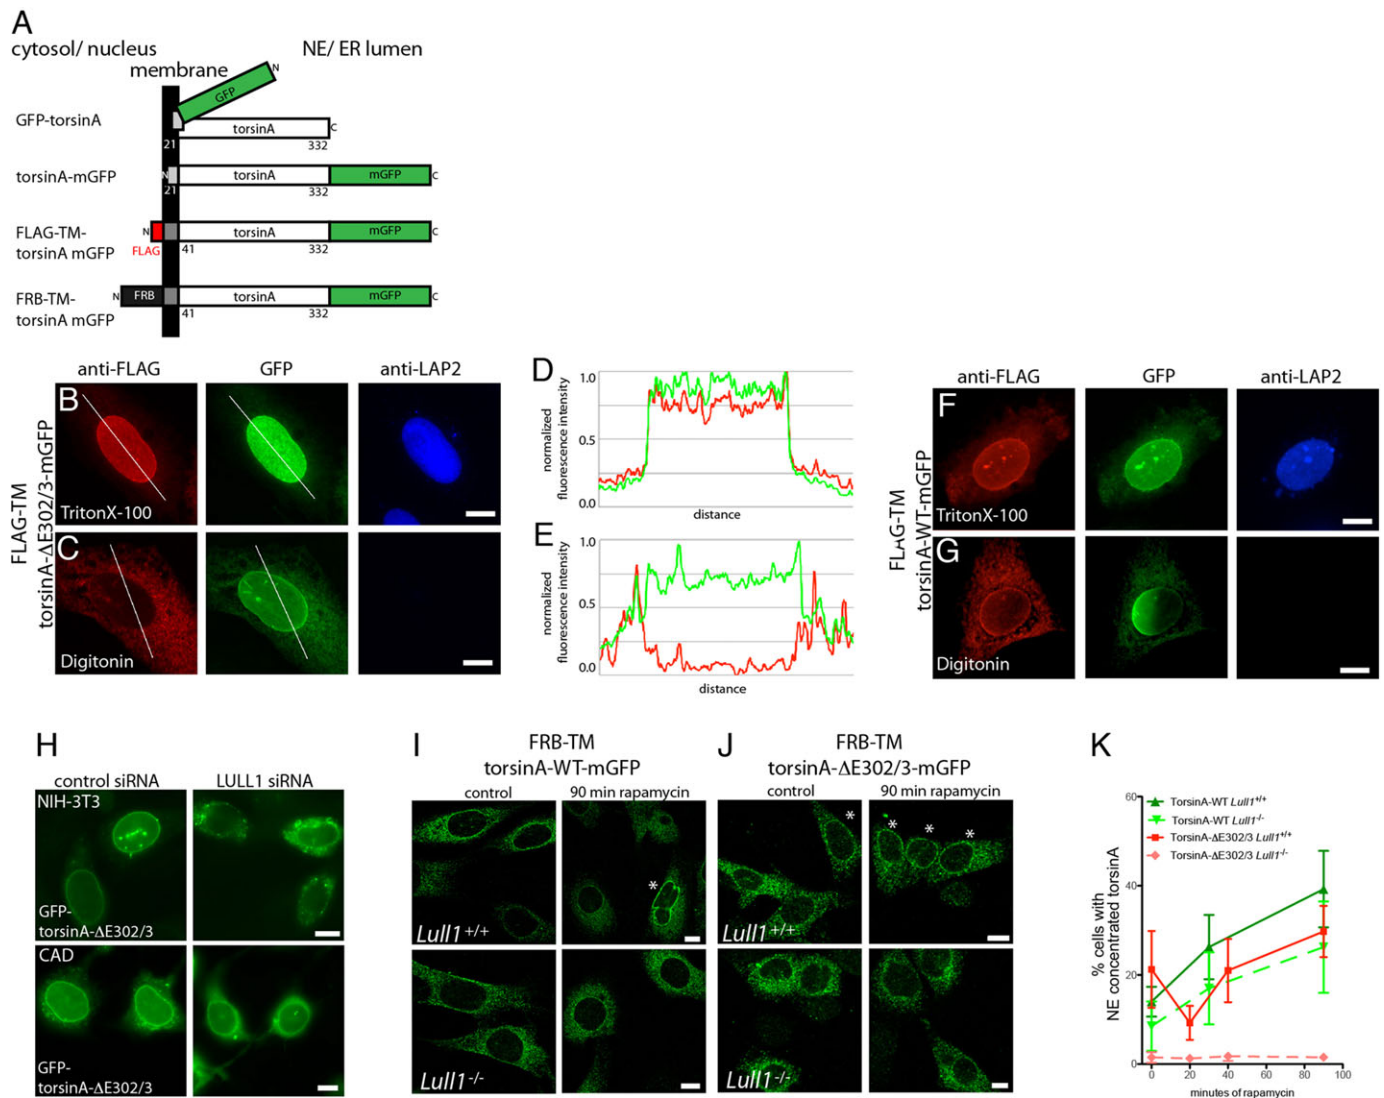 A
cytosol/ nucleus
NE/ ER lumen
membrane
N
GFP
GFP-torsinA
torsinA
C
21
332
torsinA-mGFP
N
torsinA
mGFP
C
21
332
FLAG-TM-
torsinA mGFP
N
torsinA
mGFP
C
FLAG
41
332
FRB-TM-
torsinA mGFP
N
FRB
torsinA
mGFP
C
41
332
anti-FLAG
GFP
anti-LAP2
FLAG-TM
torsinA-ΔE302/3-mGFP
B
TritonX-100
C
Digitonin
D
normalized
fluorescence intensity
1.0
0.5
0.0
distance
E
normalized
fluorescence intensity
1.0
0.5
0.0
distance
anti-FLAG
GFP
anti-LAP2
FLAG-TM
torsinA-WT-mGFP
F
TritonX-100
G
Digitonin
H
control siRNA
LULL1 siRNA
NIH-3T3
GFP-
torsinA-ΔE302/3
CAD
GFP-
torsinA-ΔE302/3
I
FRB-TM
torsinA-WT-mGFP
control
90 min rapamycin
*
Lull1+/+
Lull1-/-
J
FRB-TM
torsinA-ΔE302/3-mGFP
control
90 min rapamycin
*
* * *
Lull1+/+
Lull1-/-
K
% cells with
NE concentrated torsinA
60
40
20
0
TorsinA-WT Lull1+/+
TorsinA-WT Lull1-/-
TorsinA-ΔE302/3 Lull1+/+
TorsinA-ΔE302/3 Lull1-/-
0 20 40 60 80 100
minutes of rapamycin